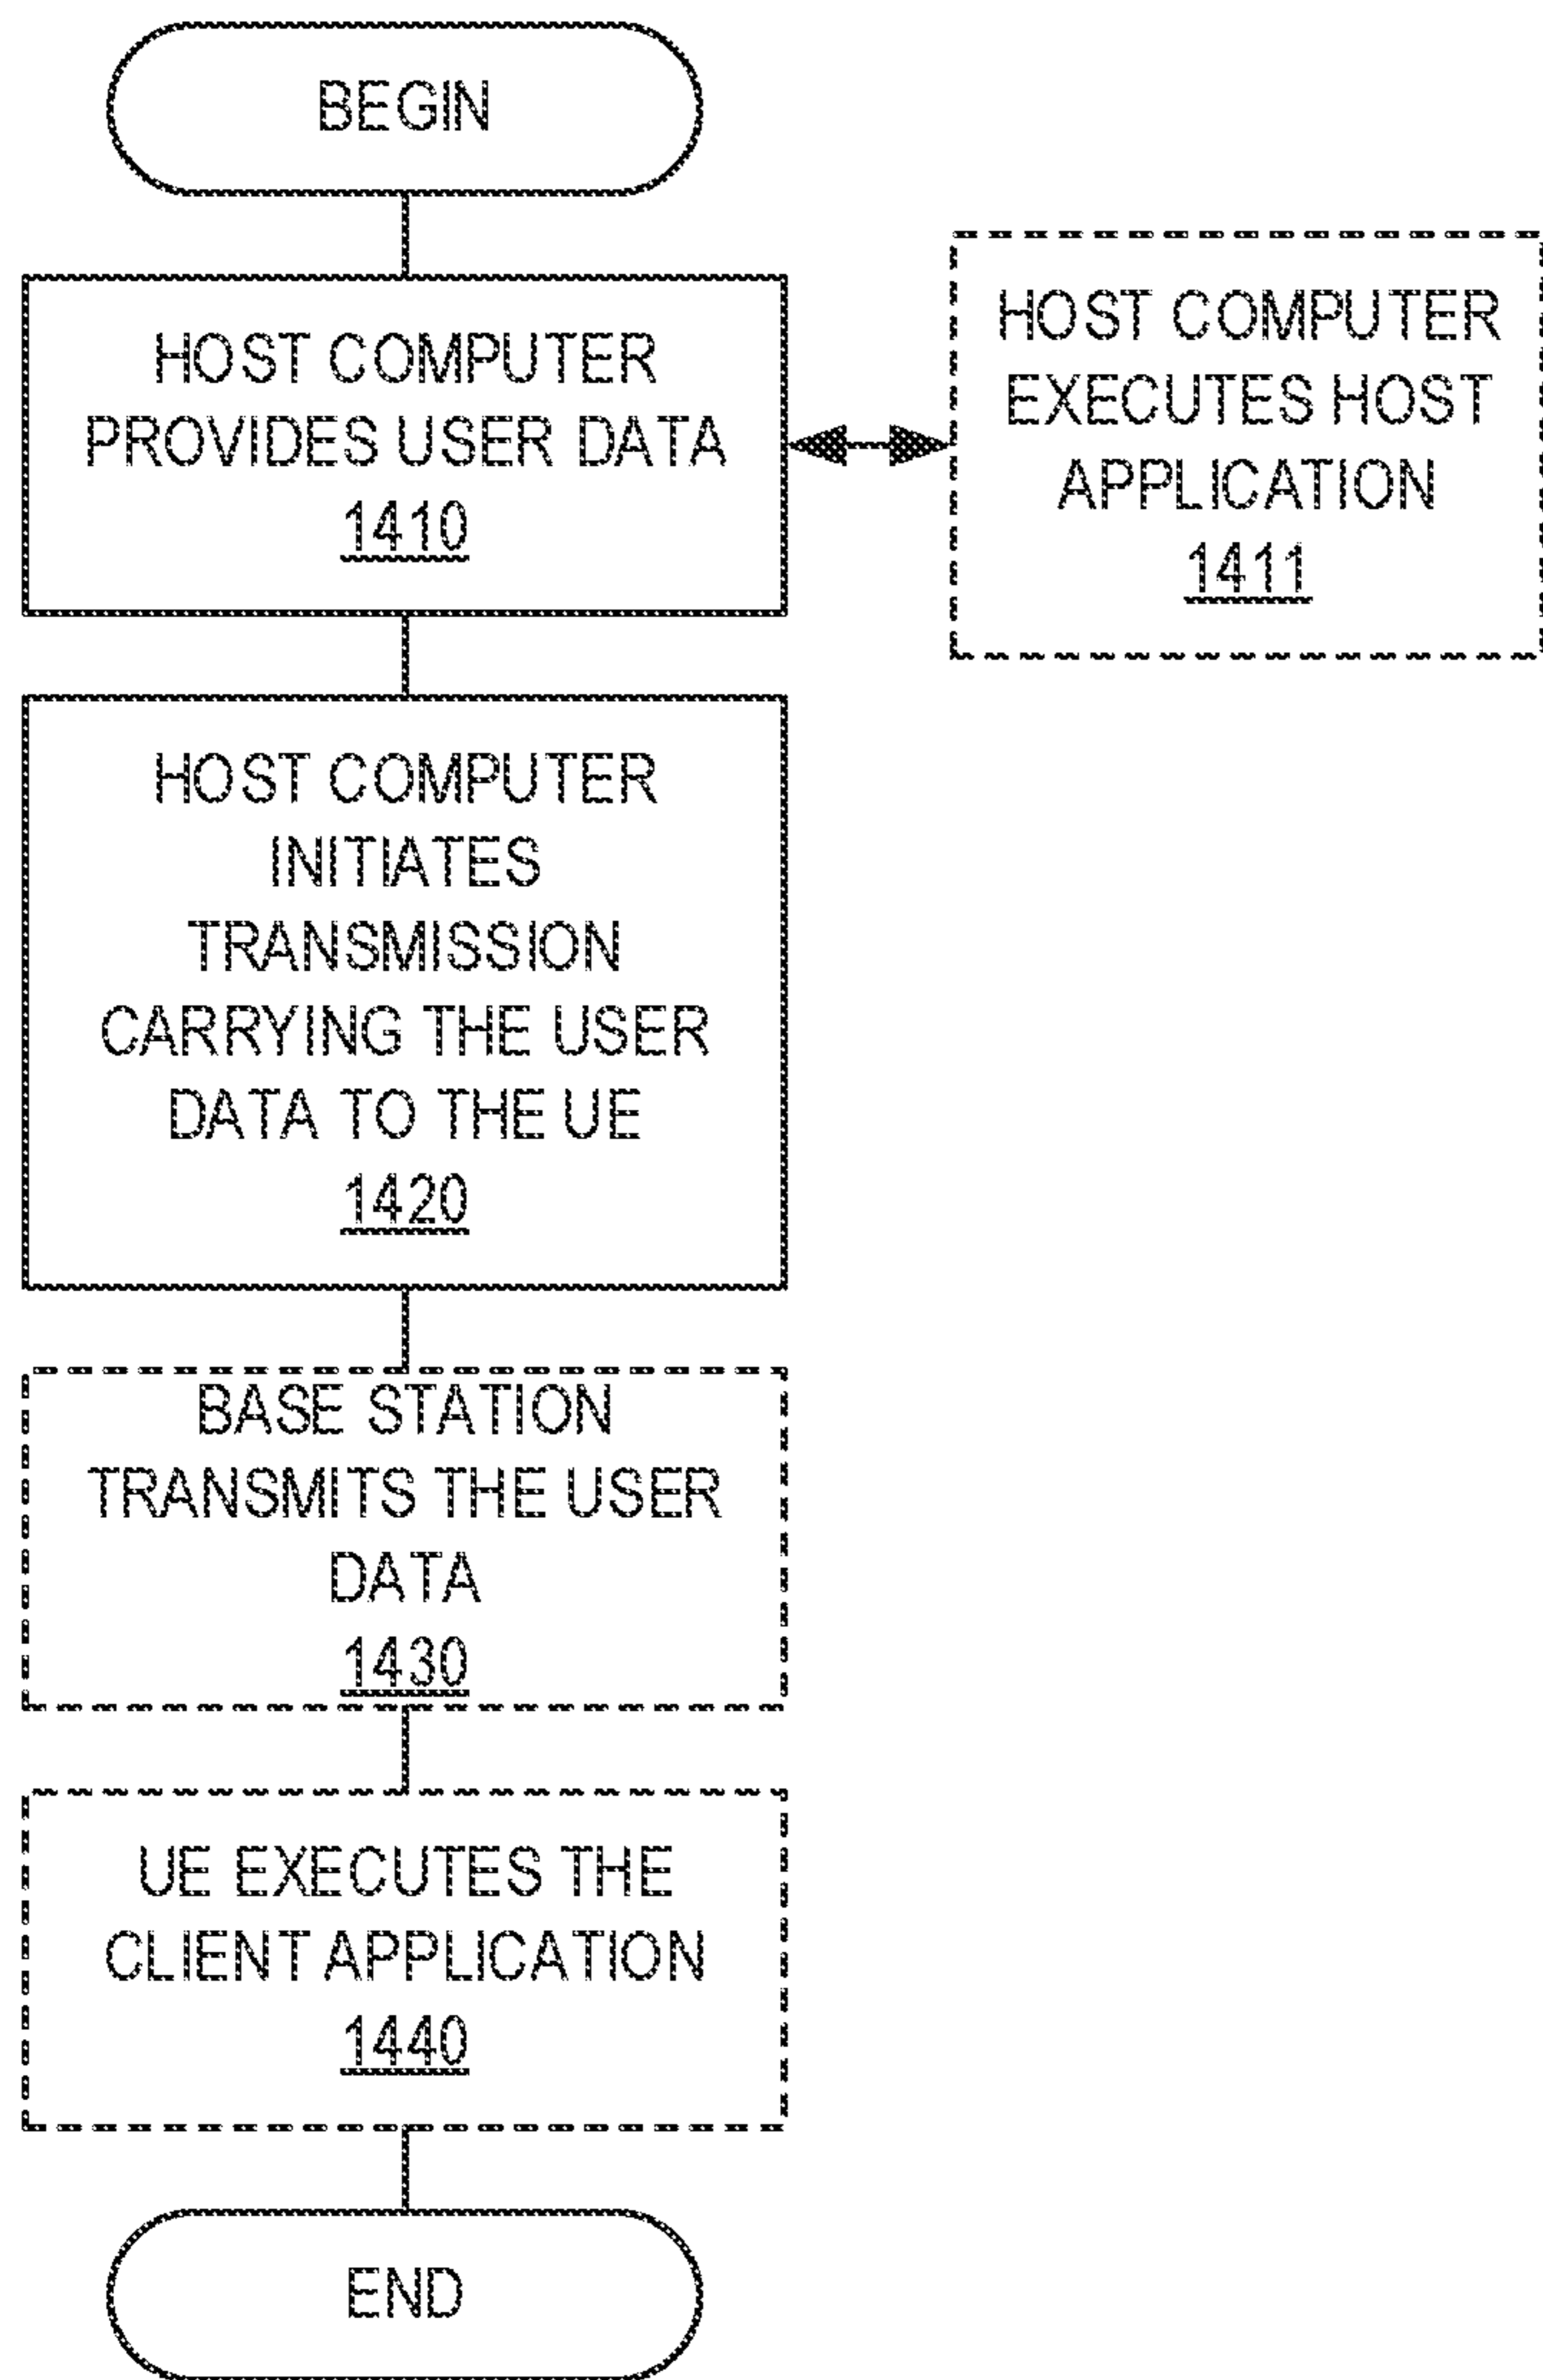 BEGIN
HOST COMPUTER
PROVIDES USER DATA
1410
HOST COMPUTER
EXECUTES HOST
APPLICATION
1411
HOST COMPUTER
INITIATES
TRANSMISSION
CARRYING THE USER
DATA TO THE UE
1420
BASE STATION
TRANSMITS THE USER
DATA
1430
UE EXECUTES THE
CLIENT APPLICATION
1440
END